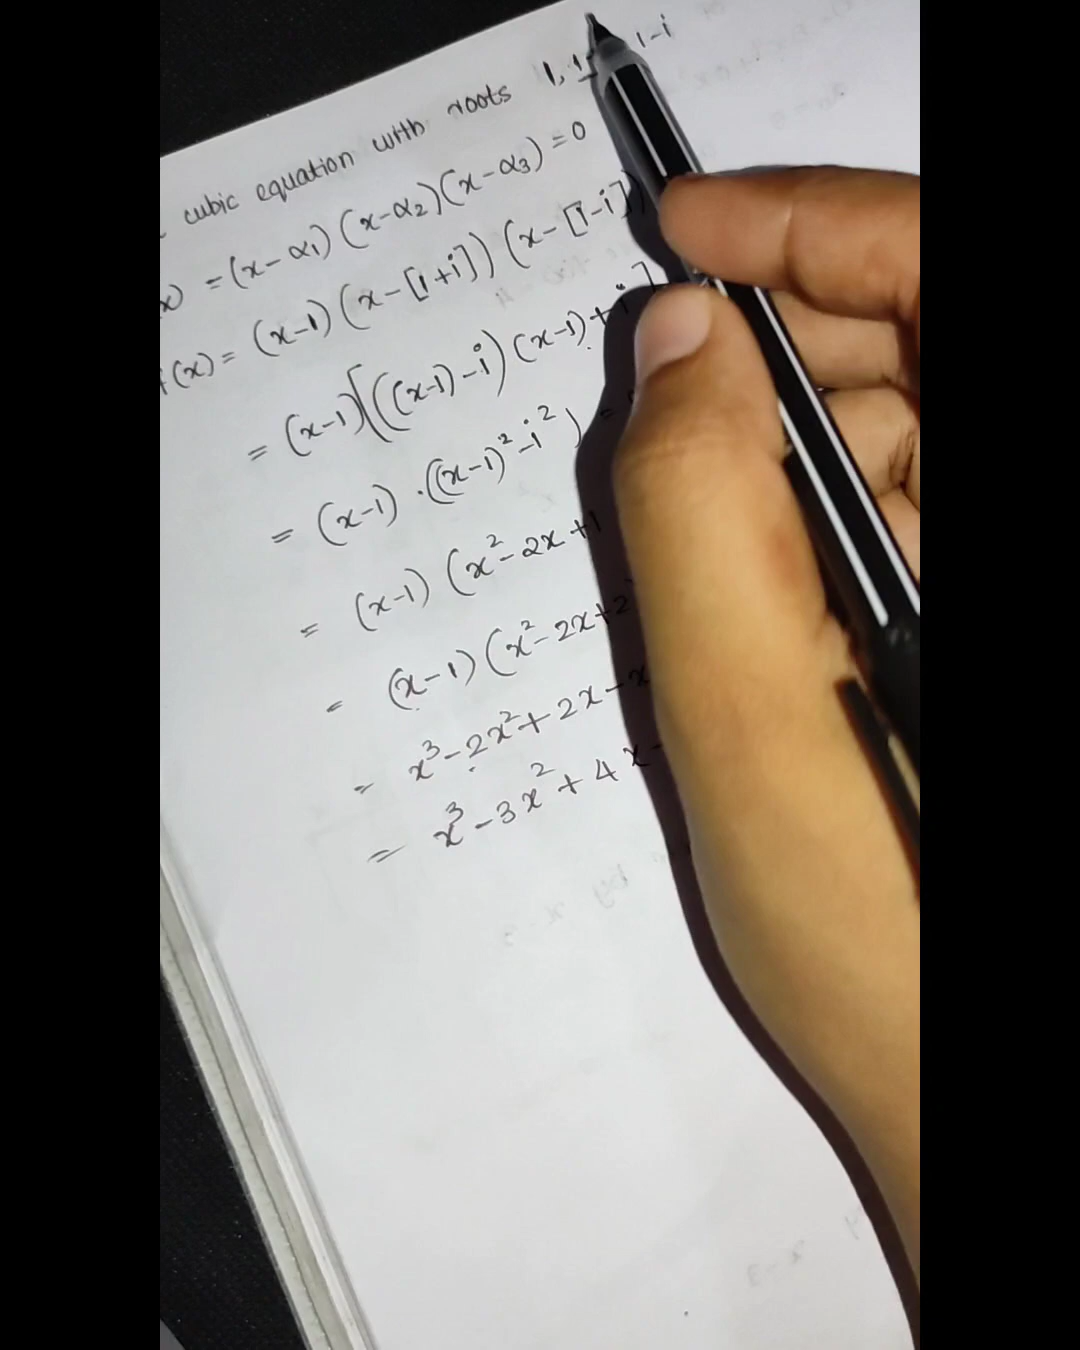 cubic equation with roots 1, 1 1-i
x) = (x-α₁) (x-α₂)(x-α₃) = 0
f(x) = (x-1) (x-[1+i]) (x-[1-i])
= (x-1)[((x-1)-i) (x-1)+i]
= (x-1) . ((x-1)²-i²) =
= (x-1) (x²-2x+1
= (x-1) (x²-2x+2
= x³-2x²+2x-x
= x³-3x²+4x-